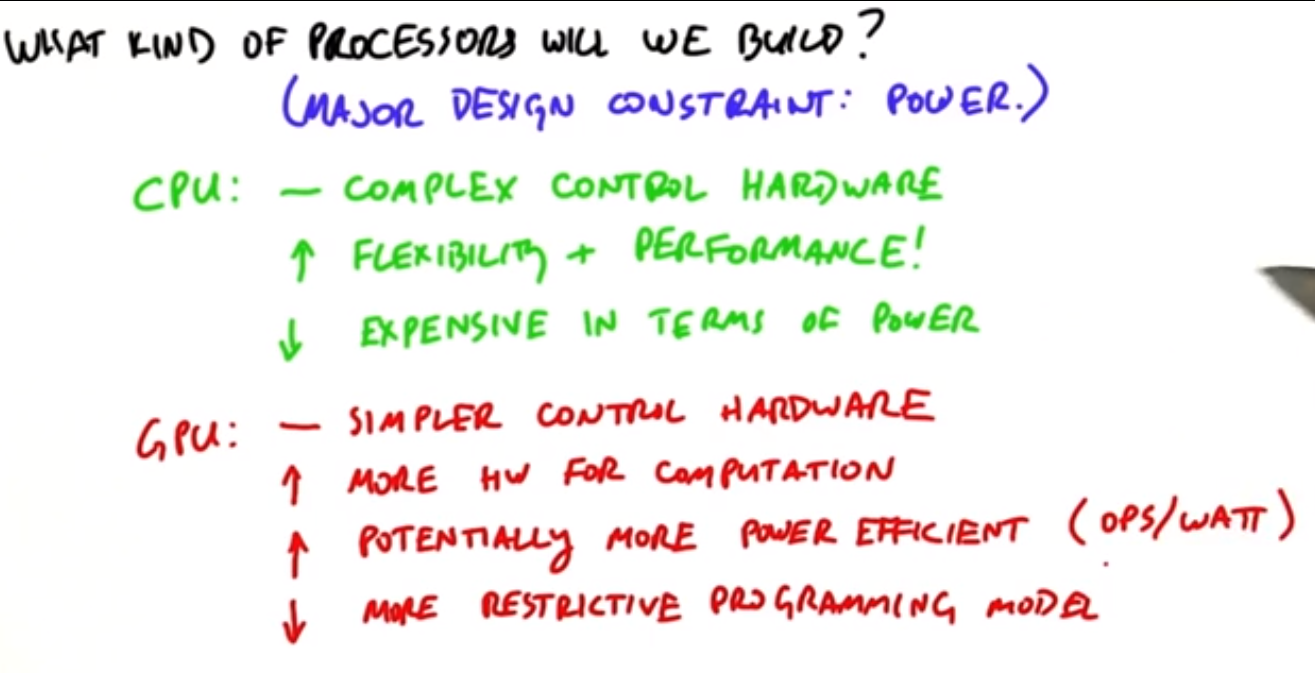 WHAT KIND OF PROCESSORS WILL WE BUILD?
(MAJOR DESIGN CONSTRAINT: POWER.)
CPU: — COMPLEX CONTROL HARDWARE
↑ FLEXIBILITY + PERFORMANCE!
↓ EXPENSIVE IN TERMS OF POWER
GPU: — SIMPLER CONTROL HARDWARE
↑ MORE HW FOR COMPUTATION
↑ POTENTIALLY MORE POWER EFFICIENT (OPS/WATT)
↓ MORE RESTRICTIVE PROGRAMMING MODEL